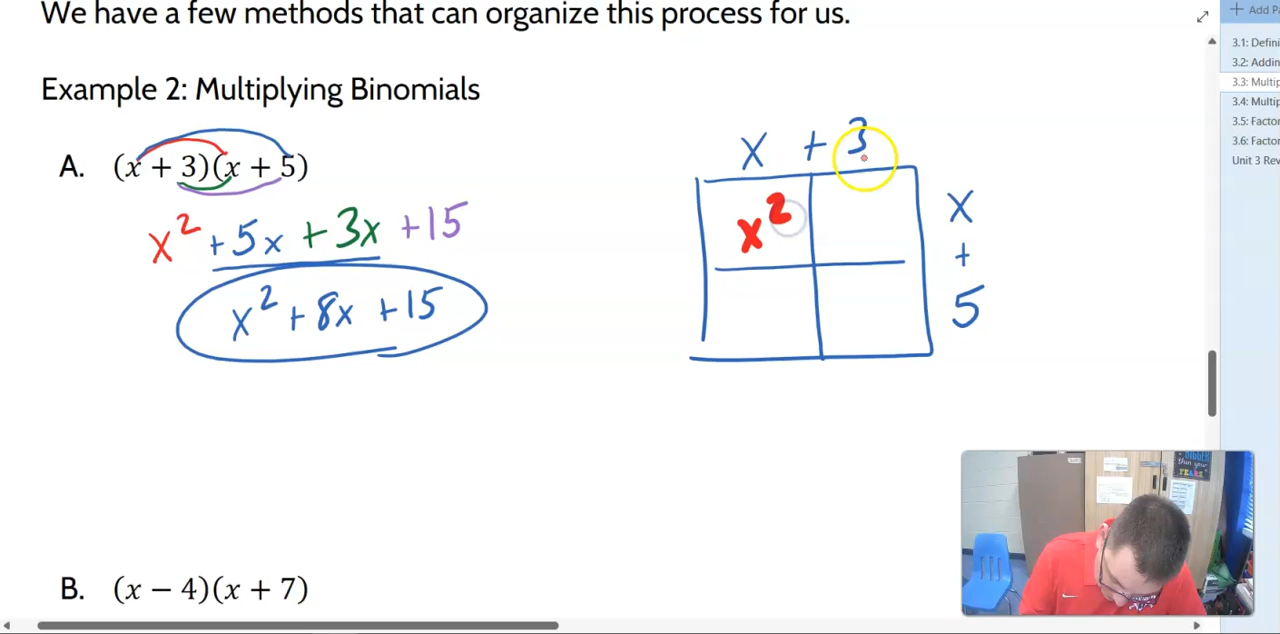 We have a few methods that can organize this process for us.
Add Pa
3.1: Defini
3.2: Addin
3.3: Multip
3.4: Multip
3.5: Factor
3.6: Factor
Unit 3 Rev
Example 2: Multiplying Binomials
A. (x + 3)(x + 5)
x² + 5x + 3x + 15
x² + 8x + 15
x + 3
x²
x
+
5
B. (x − 4)(x + 7)